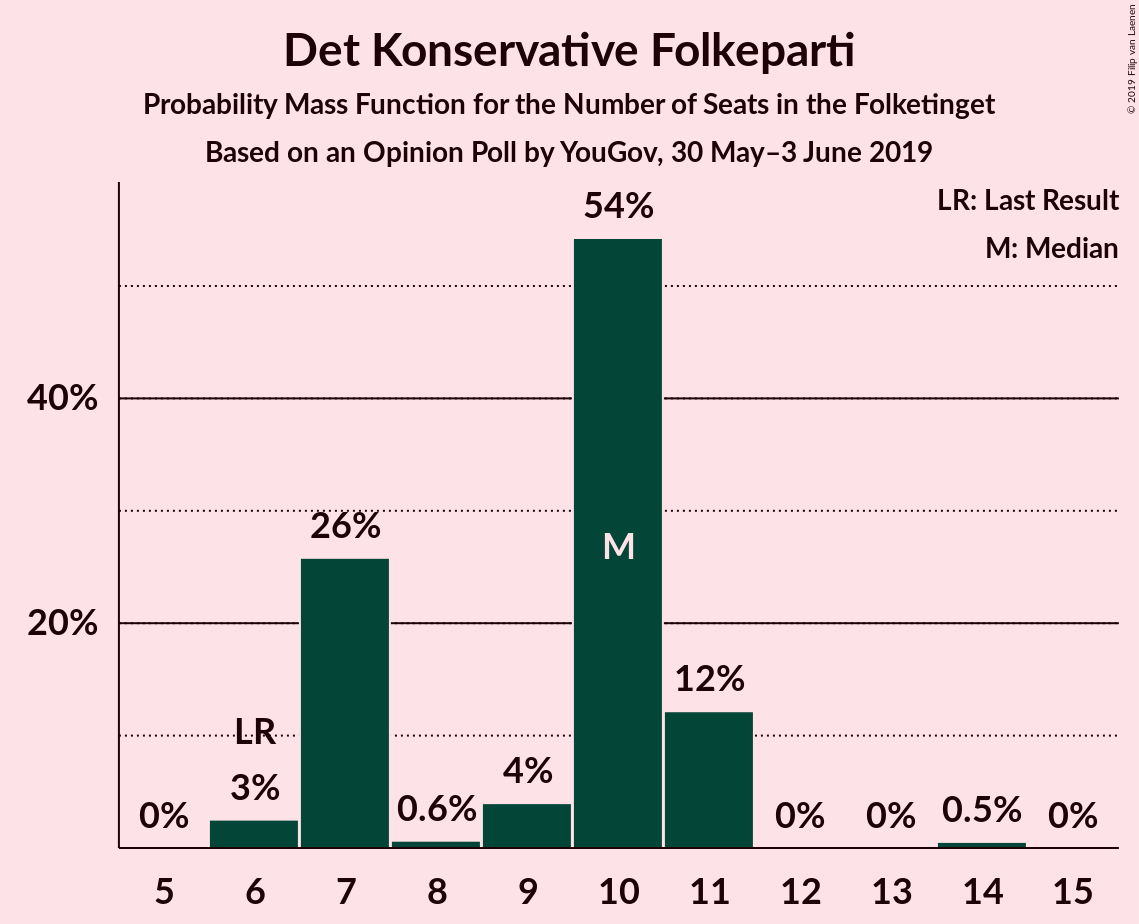 Det Konservative Folkeparti
Probability Mass Function for the Number of Seats in the Folketinget
Based on an Opinion Poll by YouGov, 30 May–3 June 2019
© 2019 Filip van Laenen
LR: Last Result
M: Median
40%
20%
0%
LR
3%
26%
0.6%
4%
54%
M
12%
0%
0%
0.5%
0%
5 6 7 8 9 10 11 12 13 14 15